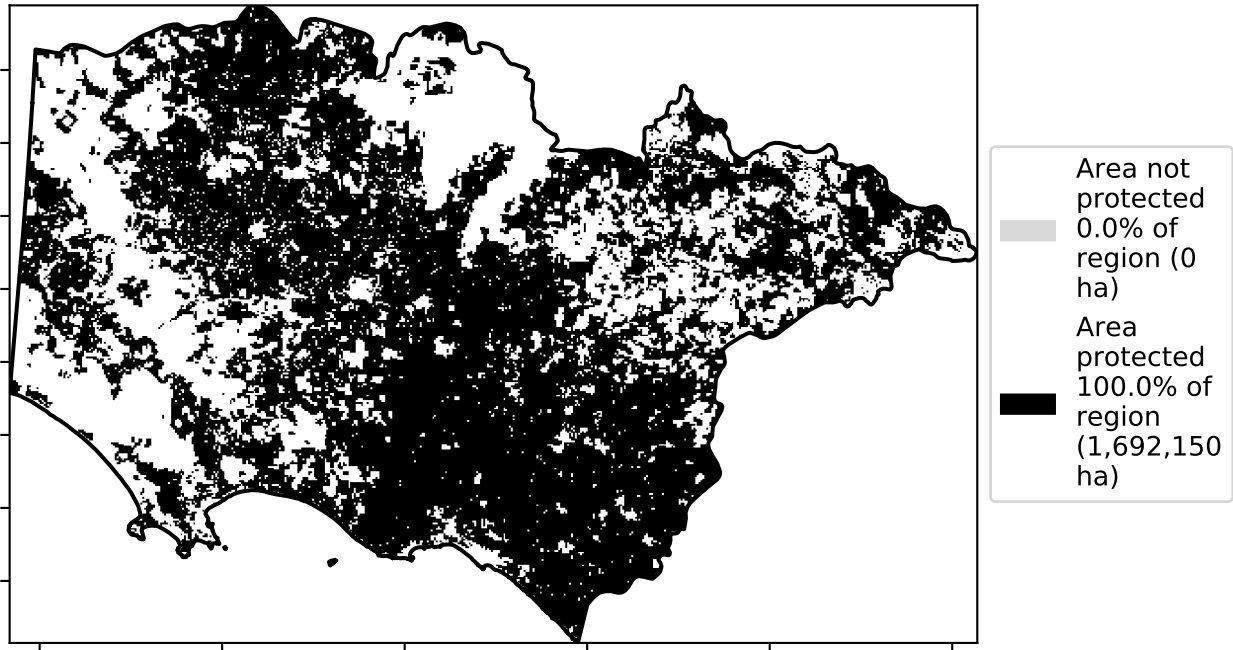 Area not
protected
0.0% of
region (0
ha)
Area
protected
100.0% of
region
(1,692,150
ha)